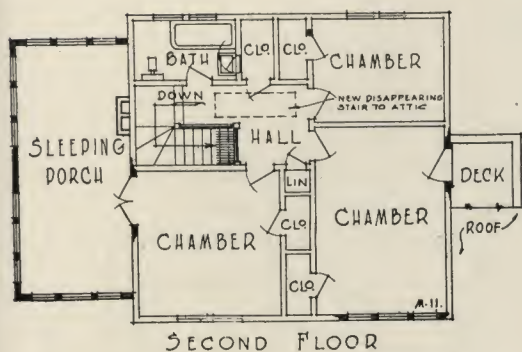 BATH
CLO.
CLO.
CHAMBER
DOWN
NEW DISAPPEARING
STAIR TO ATTIC
HALL
SLEEPING
PORCH
LIN
DECK
CHAMBER
CLO.
CHAMBER
ROOF
CLO.
M-11.
SECOND FLOOR